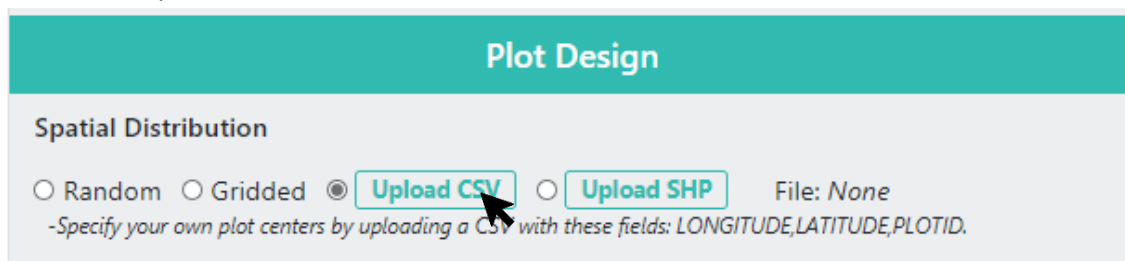 Plot Design
Spatial Distribution
Random Gridded Upload CSV Upload SHP File: None
-Specify your own plot centers by uploading a CSV with these fields: LONGITUDE,LATITUDE,PLOTID.